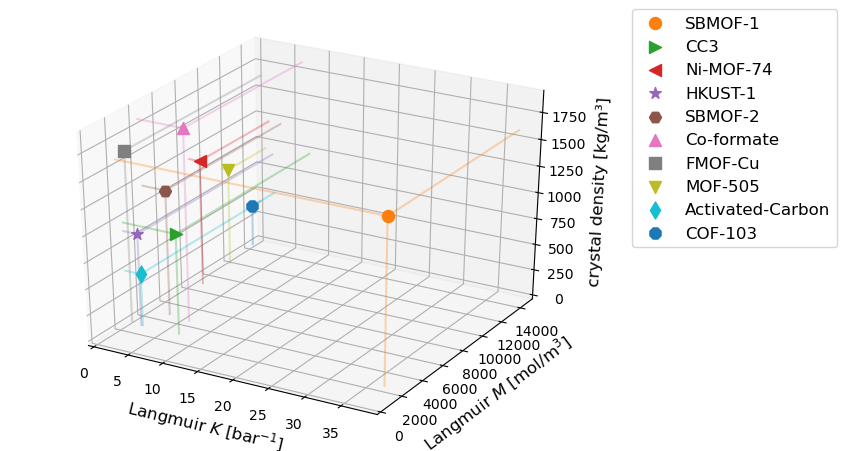 SBMOF-1
CC3
Ni-MOF-74
HKUST-1
SBMOF-2
Co-formate
FMOF-Cu
MOF-505
Activated-Carbon
COF-103
1750
1500
1250
1000
750
500
250
0
crystal density [kg/m³]
14000
12000
10000
8000
6000
4000
2000
0
Langmuir M [mol/m³]
0
5
10
15
20
25
30
35
Langmuir K [bar⁻¹]